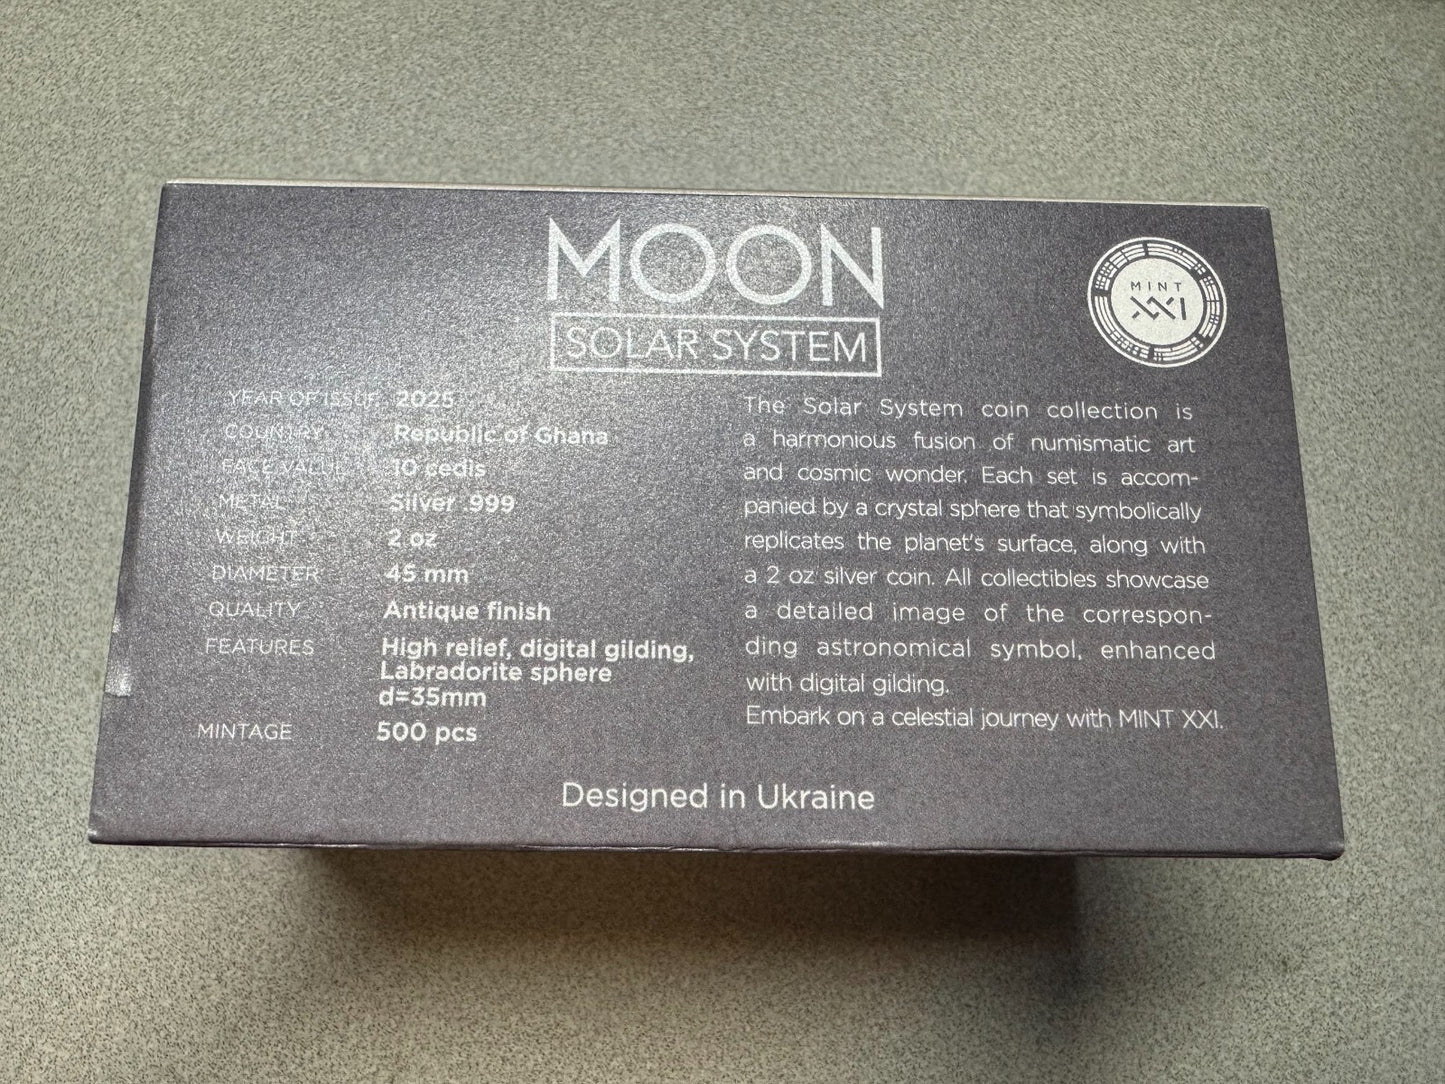 MOON
SOLAR SYSTEM
MINT
XXI
YEAR OF ISSUE 2025
COUNTRY Republic of Ghana
FACE VALUE 10 cedis
METAL Silver .999
WEIGHT 2 oz
DIAMETER 45 mm
QUALITY Antique finish
FEATURES High relief, digital gilding,
Labradorite sphere
d=35mm
MINTAGE 500 pcs
The Solar System coin collection is
a harmonious fusion of numismatic art
and cosmic wonder. Each set is accom-
panied by a crystal sphere that symbolically
replicates the planet's surface, along with
a 2 oz silver coin. All collectibles showcase
a detailed image of the correspon-
ding astronomical symbol, enhanced
with digital gilding.
Embark on a celestial journey with MINT XXI.
Designed in Ukraine